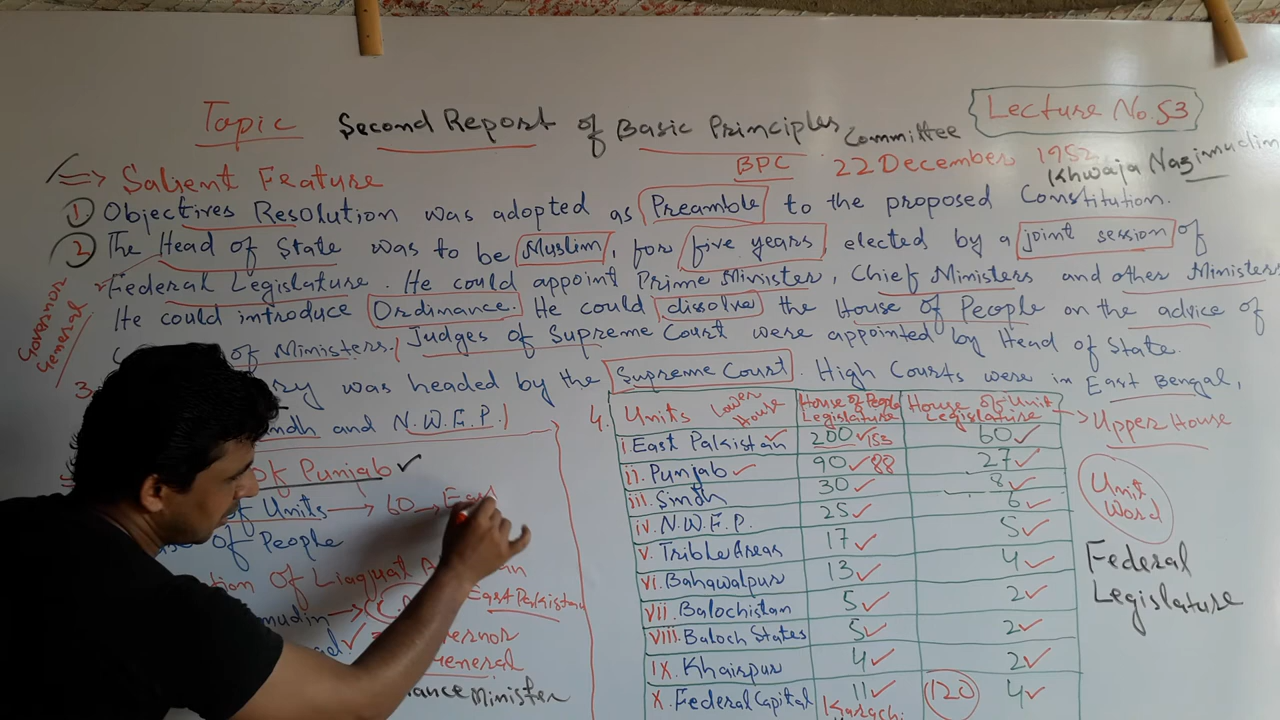 Topic Second Report of Basic Principles Committee
Lecture No. 53
BPC 22 December 1952
Khwaja Nazimudin
=> Salient Feature
1 Objectives Resolution was adopted as Preamble to the proposed Constitution.
2 The Head of State was to be Muslim, for five years, elected by a joint session of
Federal Legislature. He could appoint Prime Minister, Chief Ministers and other Ministers
He could introduce Ordinance. He could dissolve the House of People on the advice of
of Ministers. Judges of Supreme Court were appointed by Head of State.
Governor
General
3. was headed by the Supreme Court. High Courts were in East Bengal,
and N.W.F.P.
of Punjab ✓
of Units → 60 →
of People
of Liaquat
→ East Pakistan
General
Minister
4. Units Lower House House of People Legislature House of Unit Legislature → Upper House
i. East Pakistan ✓ 200 ✓ 153 60 ✓
ii. Punjab ✓ 90 ✓ 88 27 ✓
iii. Sindh 30 ✓ 8 ✓
iv. N.W.F.P. 25 ✓ 6 ✓
v. Trible Areas 17 ✓ 5 ✓
vi. Bahawalpur 13 ✓ 4 ✓
vii. Balochistan 5 ✓ 2 ✓
viii. Baloch States 5 ✓ 2 ✓
ix. Khairpur 4 ✓ 2 ✓
x. Federal Capital 11 ✓ 120 4 ✓
Karachi
Unit
Word
Federal
Legislature